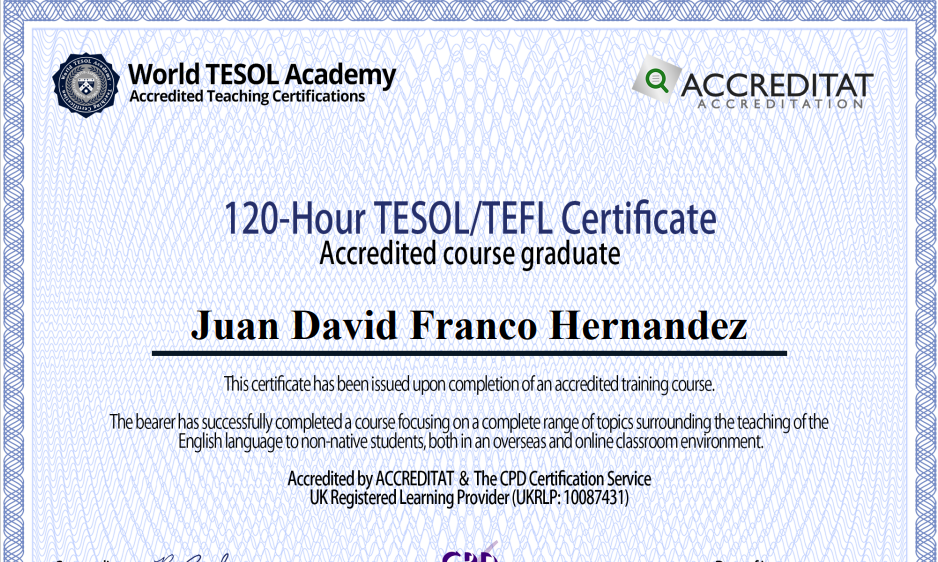 World TESOL Academy
Accredited Teaching Certifications
ACCREDITAT
ACCREDITATION
120-Hour TESOL/TEFL Certificate
Accredited course graduate
Juan David Franco Hernandez
This certificate has been issued upon completion of an accredited training course.
The bearer has successfully completed a course focusing on a complete range of topics surrounding the teaching of the
English language to non-native students, both in an overseas and online classroom environment.
Accredited by ACCREDITAT & The CPD Certification Service
UK Registered Learning Provider (UKRLP: 10087431)
CPD